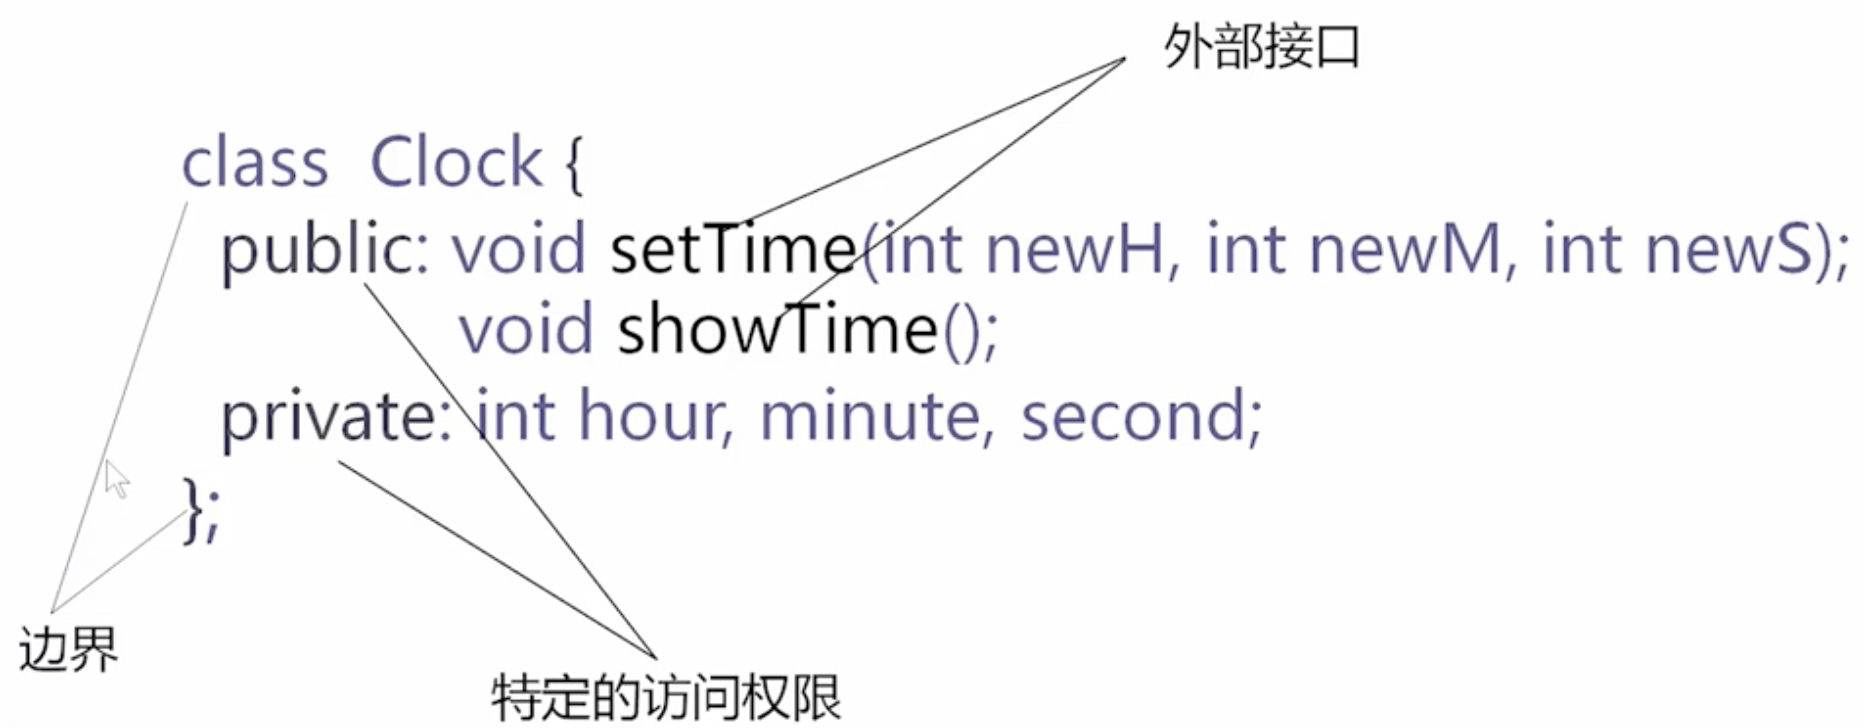 外部接口
class Clock {
public: void setTime(int newH, int newM, int newS);
void showTime();
private: int hour, minute, second;
};
边界
特定的访问权限